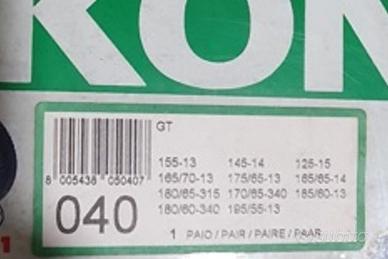 KON
GT
155-13 145-14 125-15
165/70-13 175/65-13 165/65-14
180/65-315 170/65-340 185/60-13
180/60-340 195/55-13
8 005438 050407
040
1 PAIO / PAIR / PAIRE / PAAR